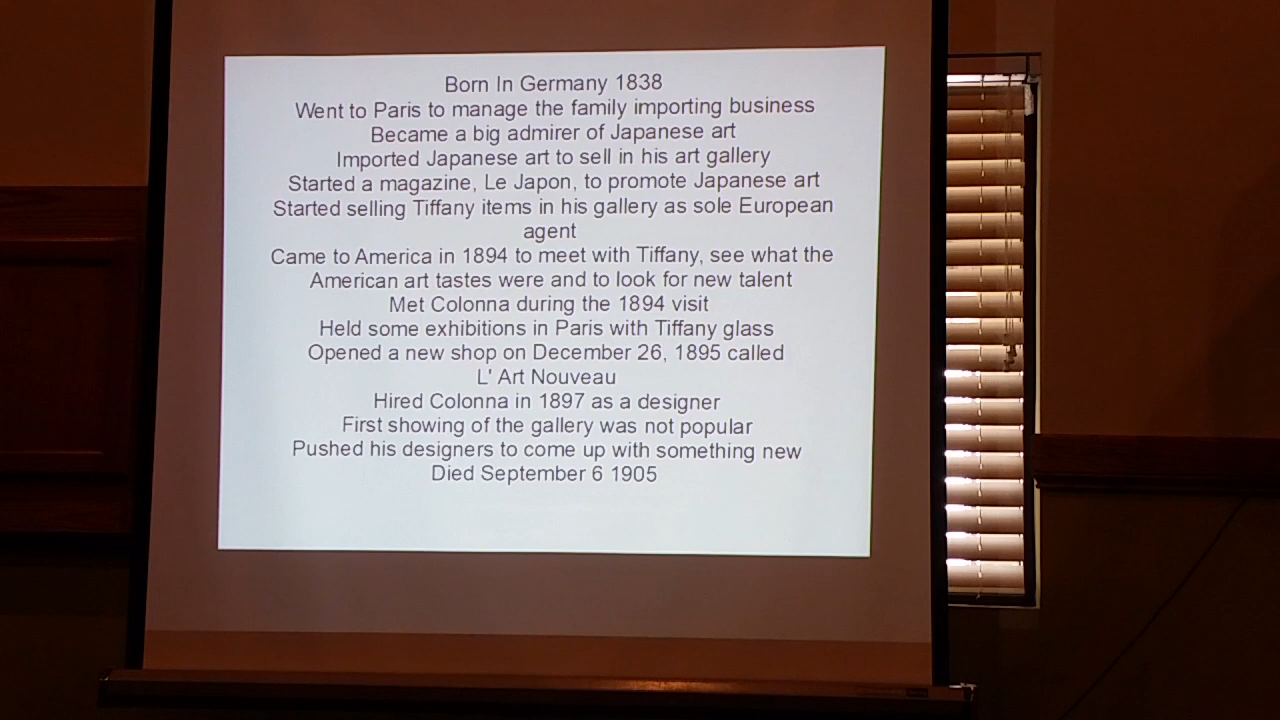 Born In Germany 1838
Went to Paris to manage the family importing business
Became a big admirer of Japanese art
Imported Japanese art to sell in his art gallery
Started a magazine, Le Japon, to promote Japanese art
Started selling Tiffany items in his gallery as sole European
agent
Came to America in 1894 to meet with Tiffany, see what the
American art tastes were and to look for new talent
Met Colonna during the 1894 visit
Held some exhibitions in Paris with Tiffany glass
Opened a new shop on December 26, 1895 called
L' Art Nouveau
Hired Colonna in 1897 as a designer
First showing of the gallery was not popular
Pushed his designers to come up with something new
Died September 6 1905